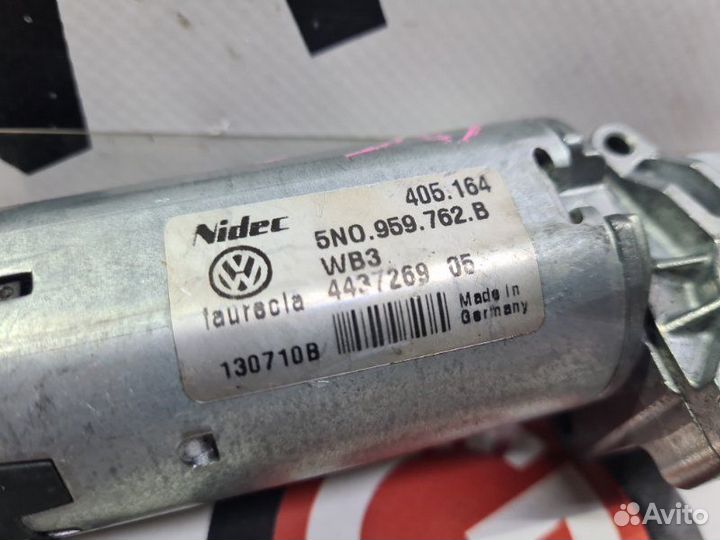 405.164
Nidec
5N0.959.762.B
WB3
faurecia 4437269 05
130710B
Made in
Germany
Avito